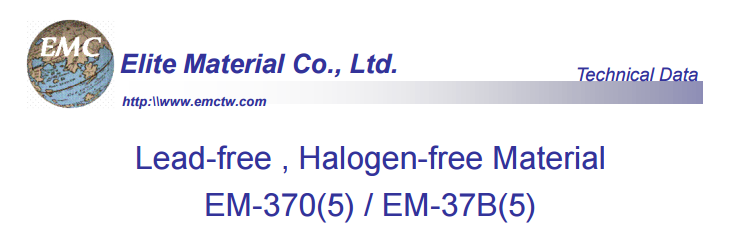 EMC
Elite Material Co., Ltd.
Technical Data
http:\\www.emctw.com
Lead-free , Halogen-free Material
EM-370(5) / EM-37B(5)